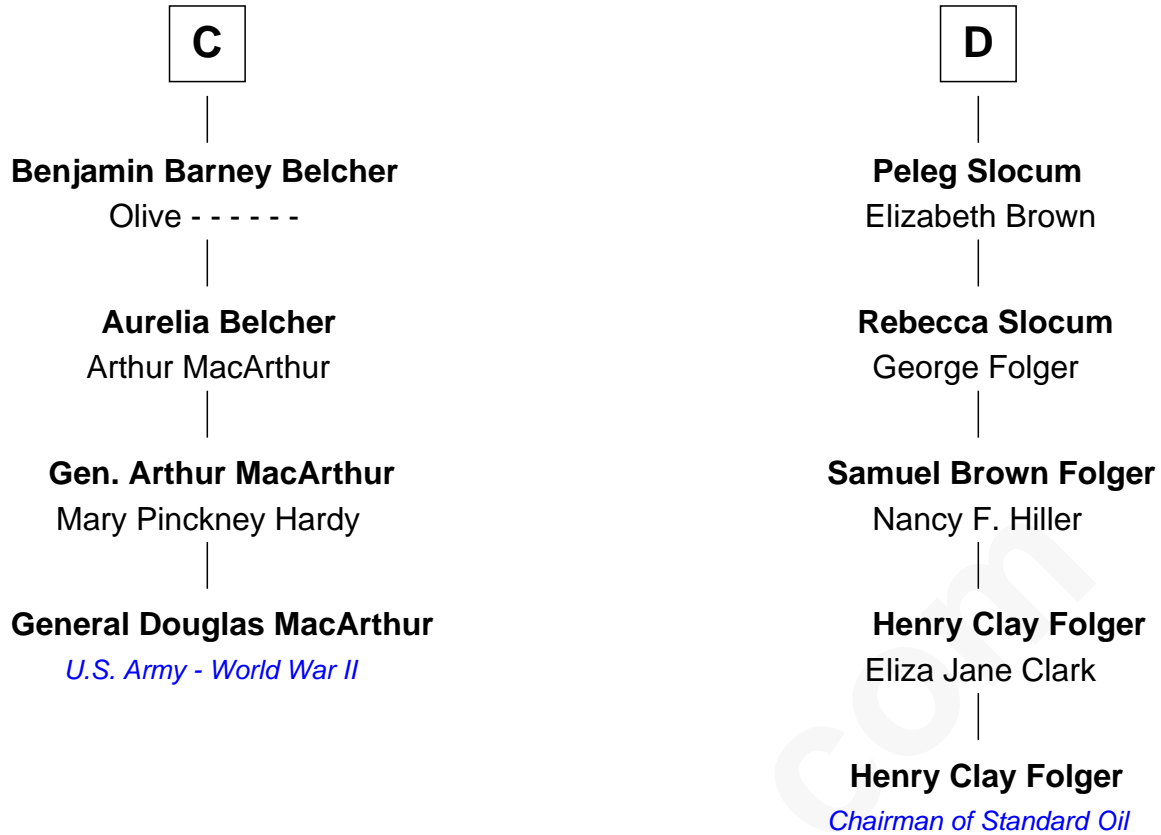 C
Benjamin Barney Belcher
Olive - - - - - -
Aurelia Belcher
Arthur MacArthur
Gen. Arthur MacArthur
Mary Pinckney Hardy
General Douglas MacArthur
U.S. Army - World War II
D
Peleg Slocum
Elizabeth Brown
Rebecca Slocum
George Folger
Samuel Brown Folger
Nancy F. Hiller
Henry Clay Folger
Eliza Jane Clark
Henry Clay Folger
Chairman of Standard Oil
com